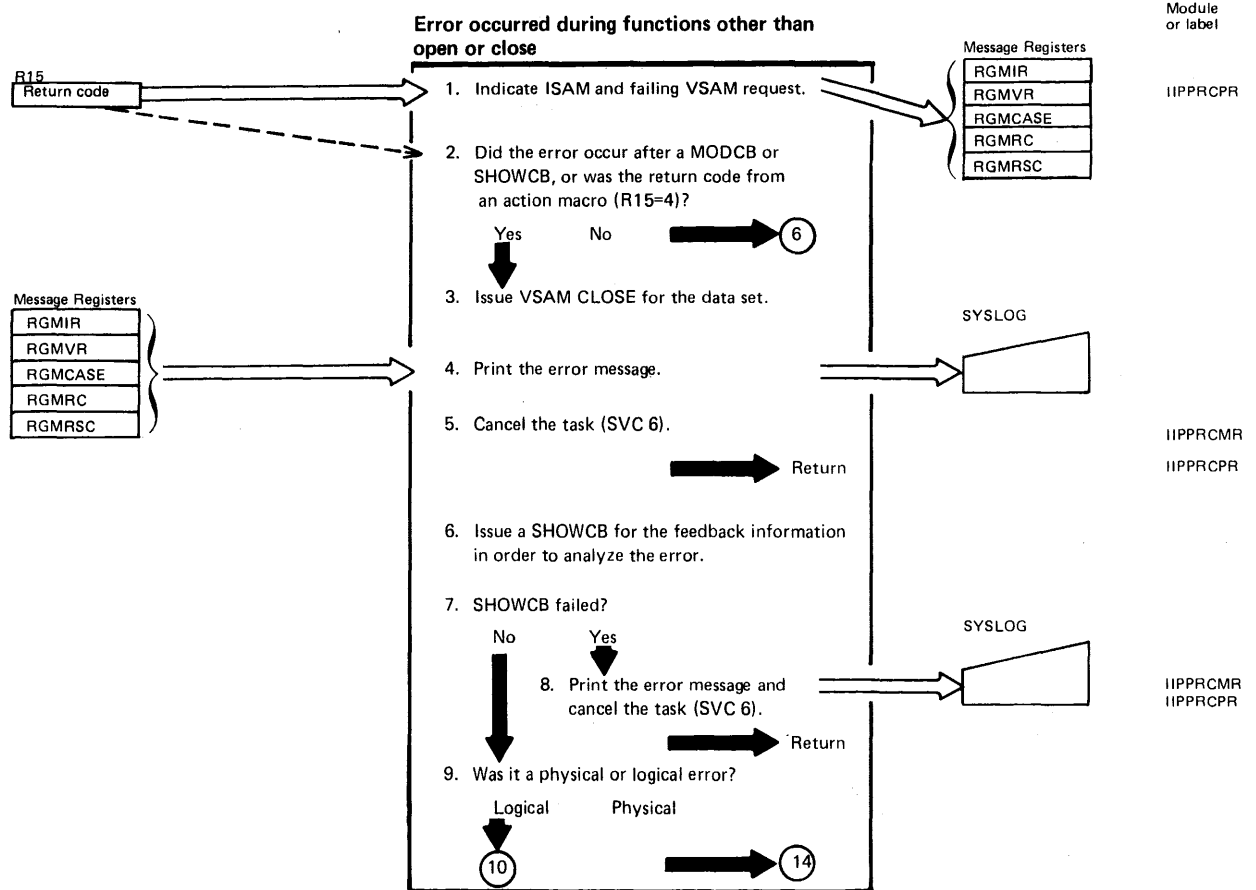 Error occurred during functions other than
open or close
Module
or label
R15
Return code
1. Indicate ISAM and failing VSAM request.
Message Registers
RGMIR
RGMVR
RGMCASE
RGMRC
RGMRSC
IIPPRCPR
2. Did the error occur after a MODCB or
SHOWCB, or was the return code from
an action macro (R15=4)?
Yes No 6
3. Issue VSAM CLOSE for the data set.
Message Registers
RGMIR
RGMVR
RGMCASE
RGMRC
RGMRSC
SYSLOG
4. Print the error message.
5. Cancel the task (SVC 6).
IIPPRCMR
Return
IIPPRCPR
6. Issue a SHOWCB for the feedback information
in order to analyze the error.
7. SHOWCB failed?
No Yes
SYSLOG
8. Print the error message and
cancel the task (SVC 6).
IIPPRCMR
IIPPRCPR
Return
9. Was it a physical or logical error?
Logical Physical
10 14